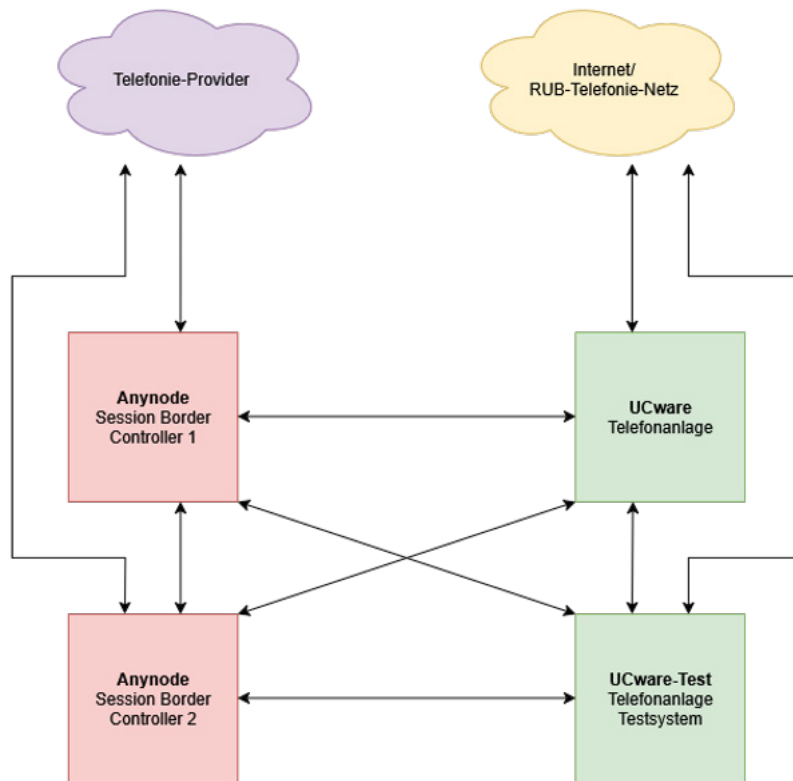 Telefonie-Provider
Internet/
RUB-Telefonie-Netz
Anynode
Session Border
Controller 1
UCware
Telefonanlage
Anynode
Session Border
Controller 2
UCware-Test
Telefonanlage
Testsystem